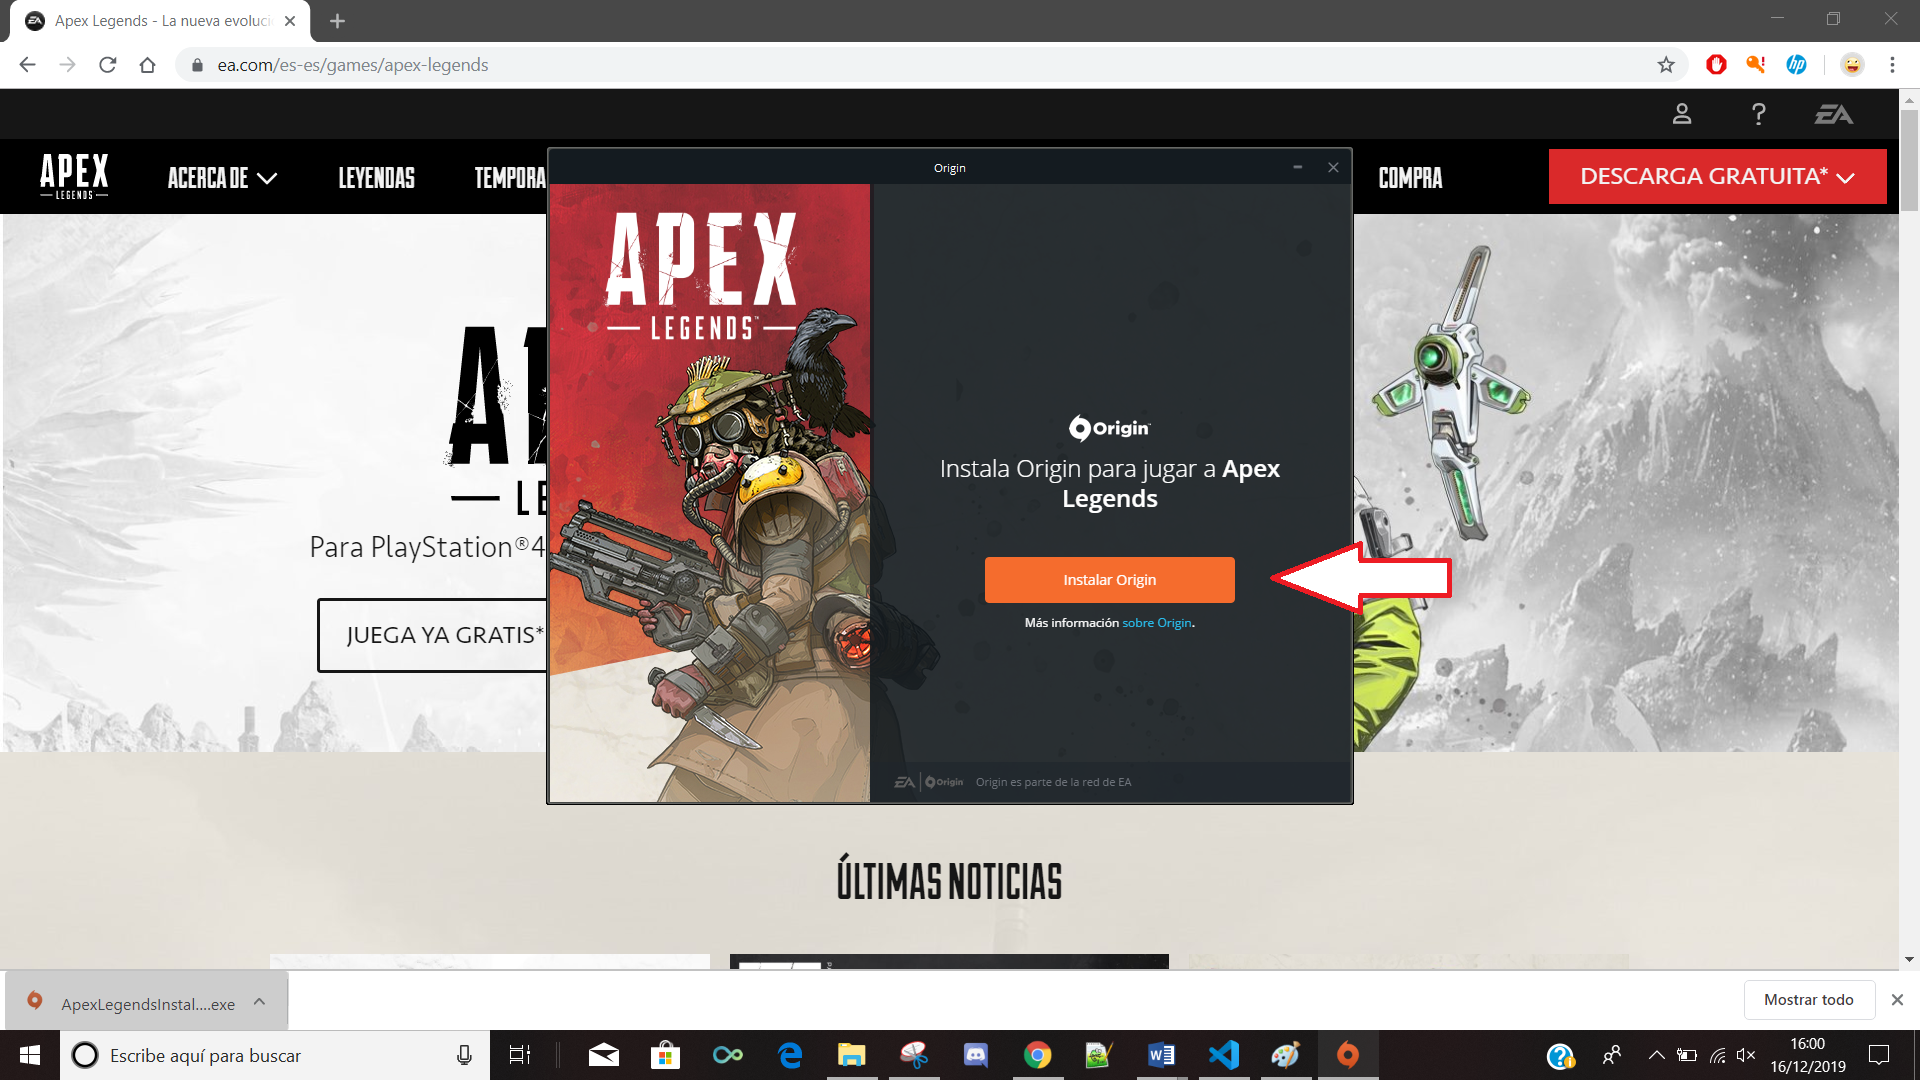 Apex Legends - La nueva evoluci
ea.com/es-es/games/apex-legends
APEX
LEGENDS
ACERCA DE
LEYENDAS
TEMPORA
COMPRA
DESCARGA GRATUITA*
Origin
APEX
LEGENDS™
Origin
Instala Origin para jugar a Apex
Legends
Instalar Origin
Más información sobre Origin.
EA
Origin
Origin es parte de la red de EA
Para PlayStation®4
JUEGA YA GRATIS*
ÚLTIMAS NOTICIAS
ApexLegendsInstal....exe
Mostrar todo
Escribe aquí para buscar
16:00
16/12/2019